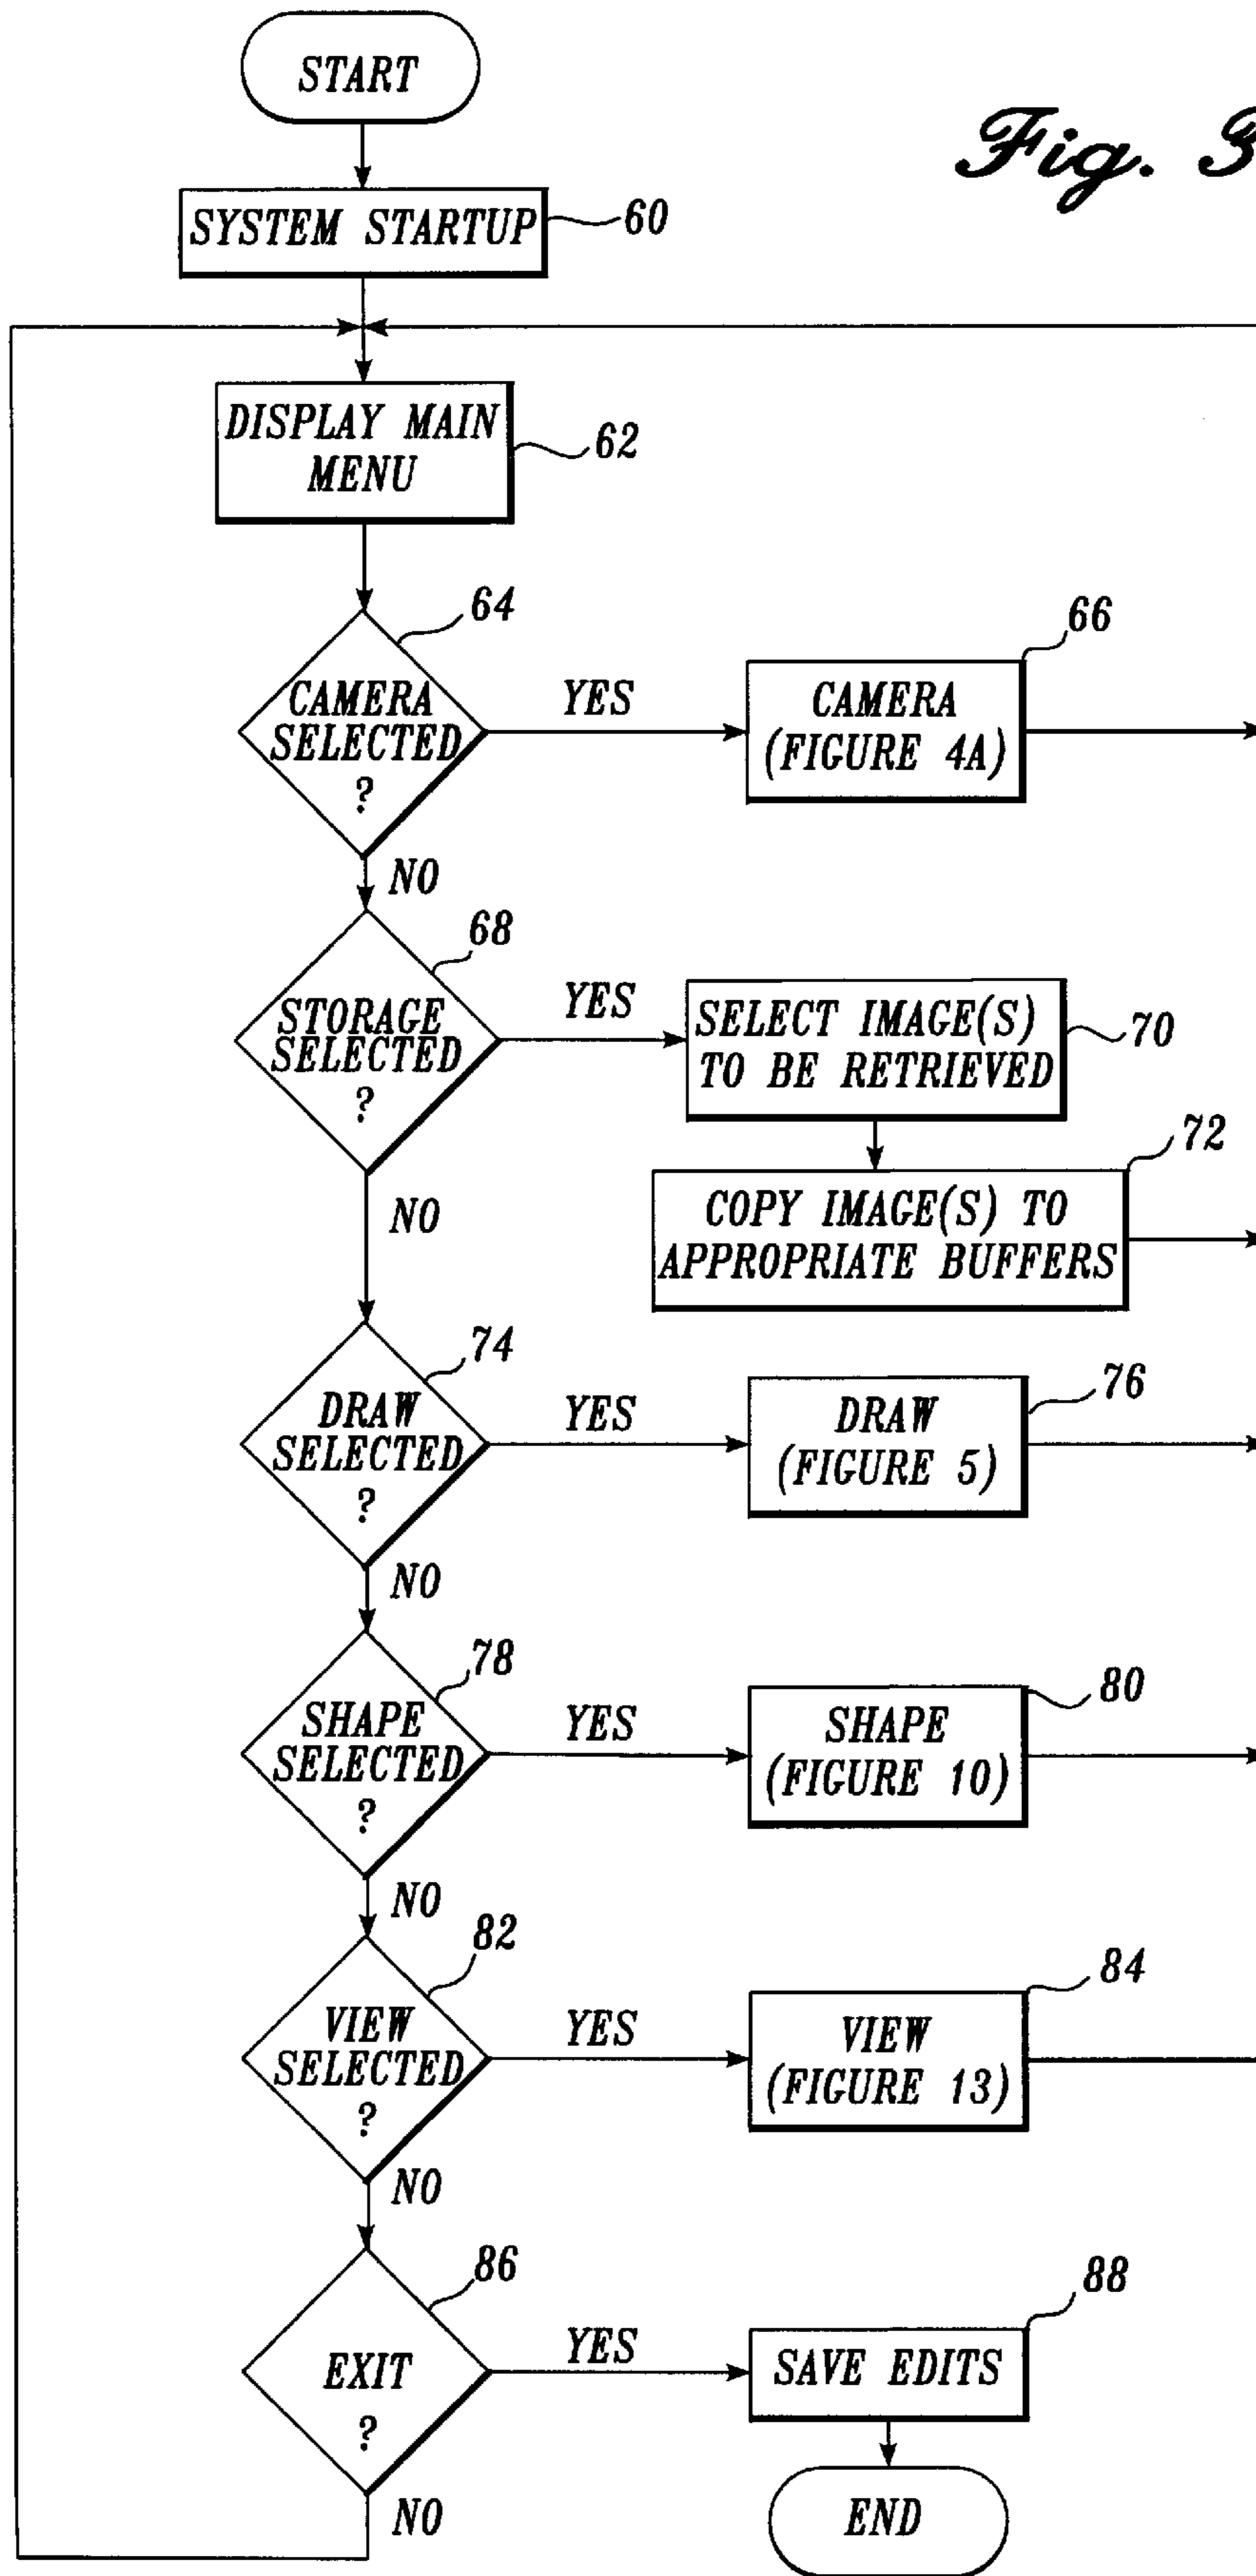 START
Fig. 3
SYSTEM STARTUP
60
DISPLAY MAIN
MENU
62
64
CAMERA
SELECTED
?
YES
66
CAMERA
(FIGURE 4A)
NO
68
STORAGE
SELECTED
?
YES
SELECT IMAGE(S)
TO BE RETRIEVED
70
72
COPY IMAGE(S) TO
APPROPRIATE BUFFERS
NO
74
DRAW
SELECTED
?
YES
76
DRAW
(FIGURE 5)
NO
78
SHAPE
SELECTED
?
YES
80
SHAPE
(FIGURE 10)
NO
82
VIEW
SELECTED
?
YES
84
VIEW
(FIGURE 13)
NO
86
EXIT
?
YES
88
SAVE EDITS
NO
END